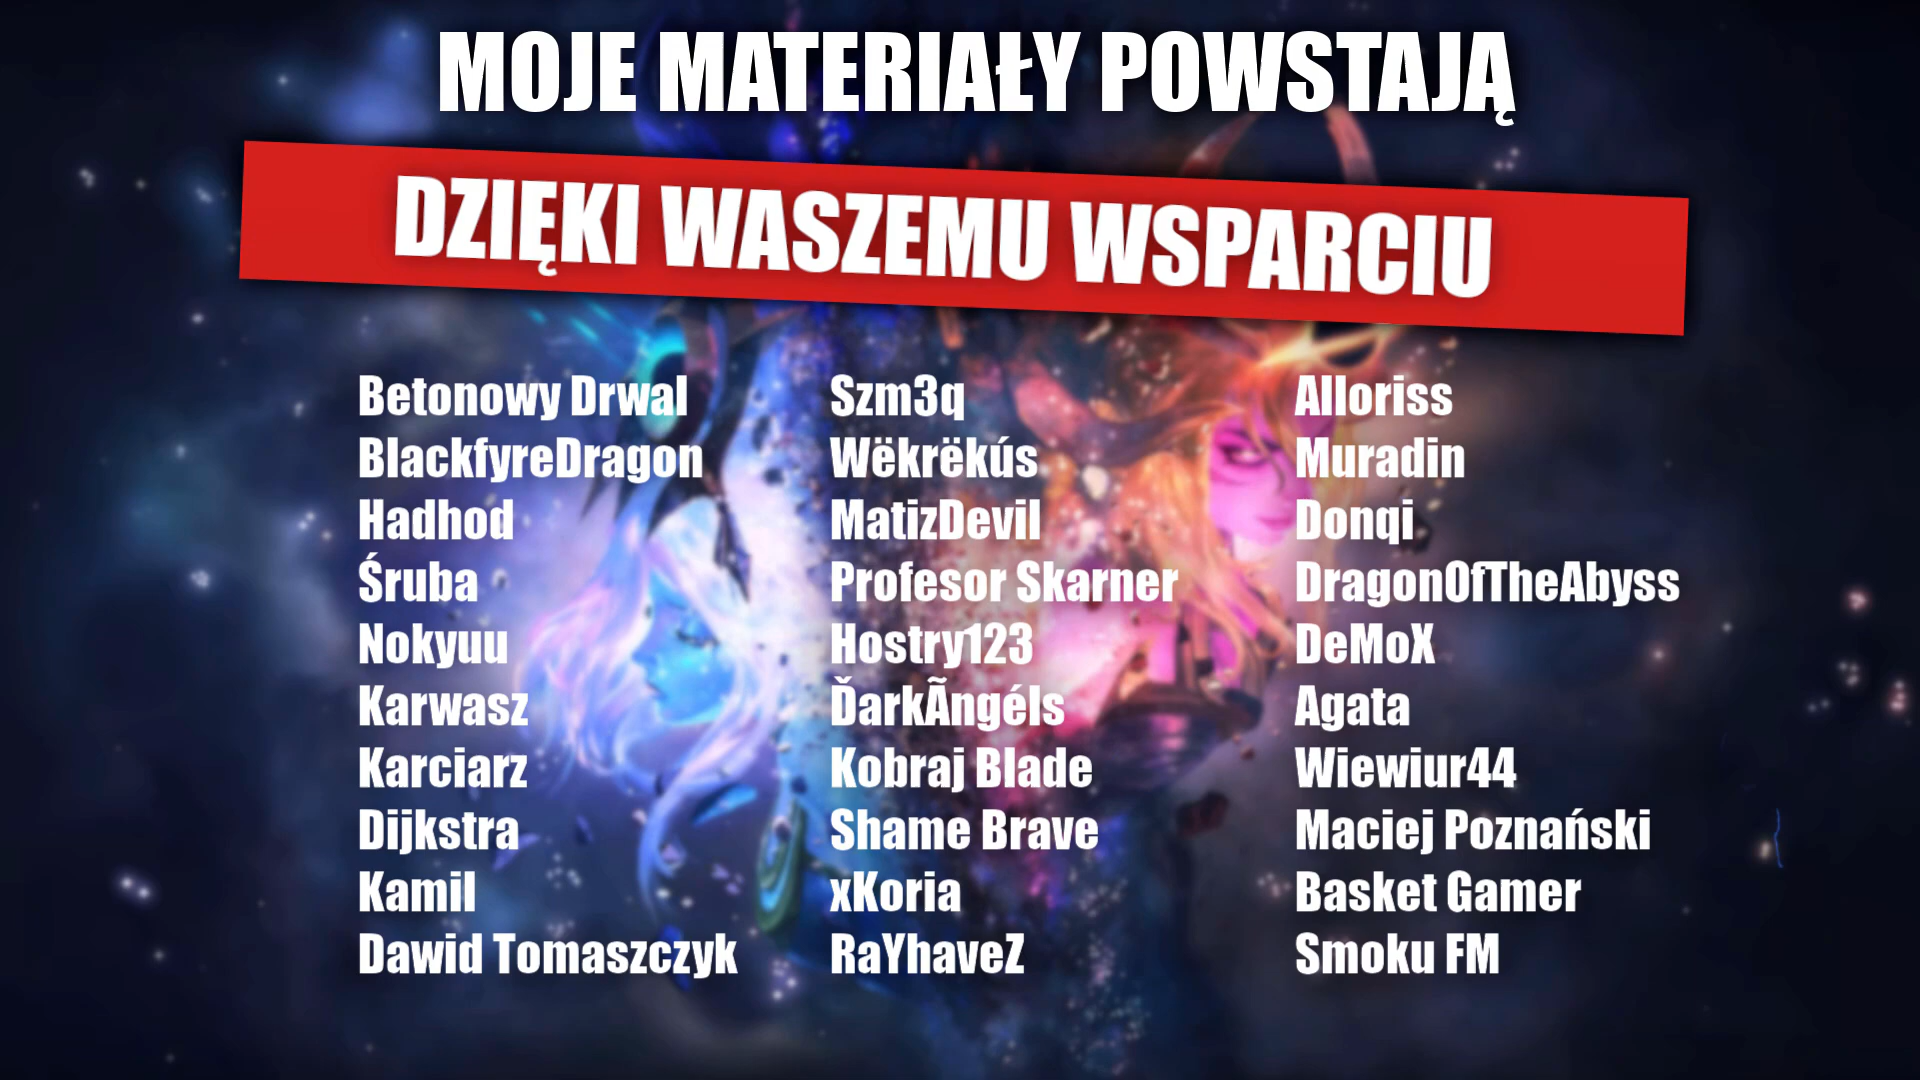 MOJE MATERIAŁY POWSTAJĄ
DZIĘKI WASZEMU WSPARCIU
Betonowy Drwal
BlackfyreDragon
Hadhod
Śruba
Nokyuu
Karwasz
Karciarz
Dijkstra
Kamil
Dawid Tomaszczyk
Szm3q
Wëkrëkús
MatizDevil
Profesor Skarner
Hostry123
ĎarkÃngéls
Kobraj Blade
Shame Brave
xKoria
RaYhaveZ
Alloriss
Muradin
Donqi
DragonOfTheAbyss
DeMoX
Agata
Wiewiur44
Maciej Poznański
Basket Gamer
Smoku FM